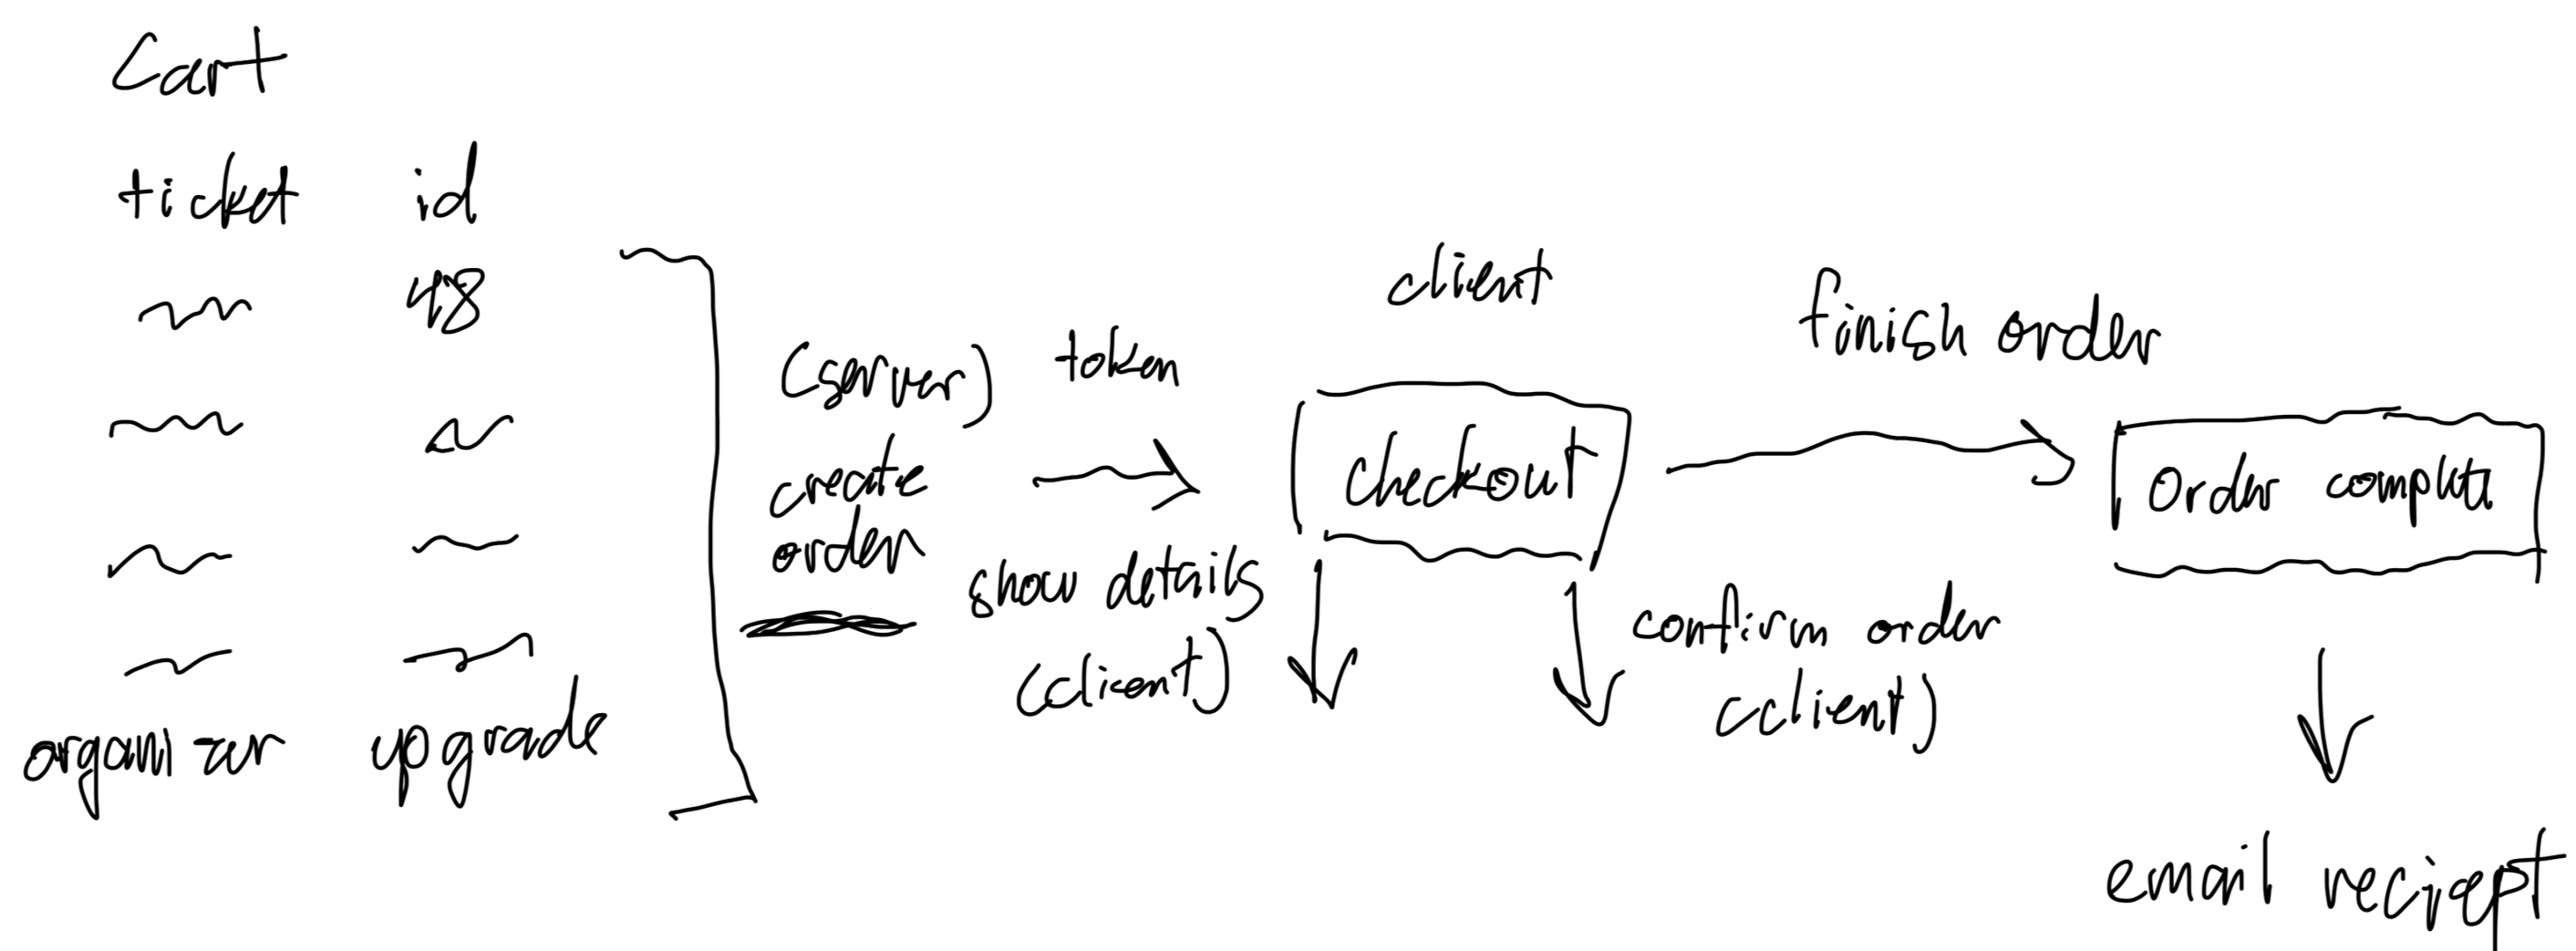 Cart
ticket id
48
organizer upgrade
(server)
create
order
token
show details
(client)
client
checkout
finish order
confirm order
(client)
order complete
email reciept